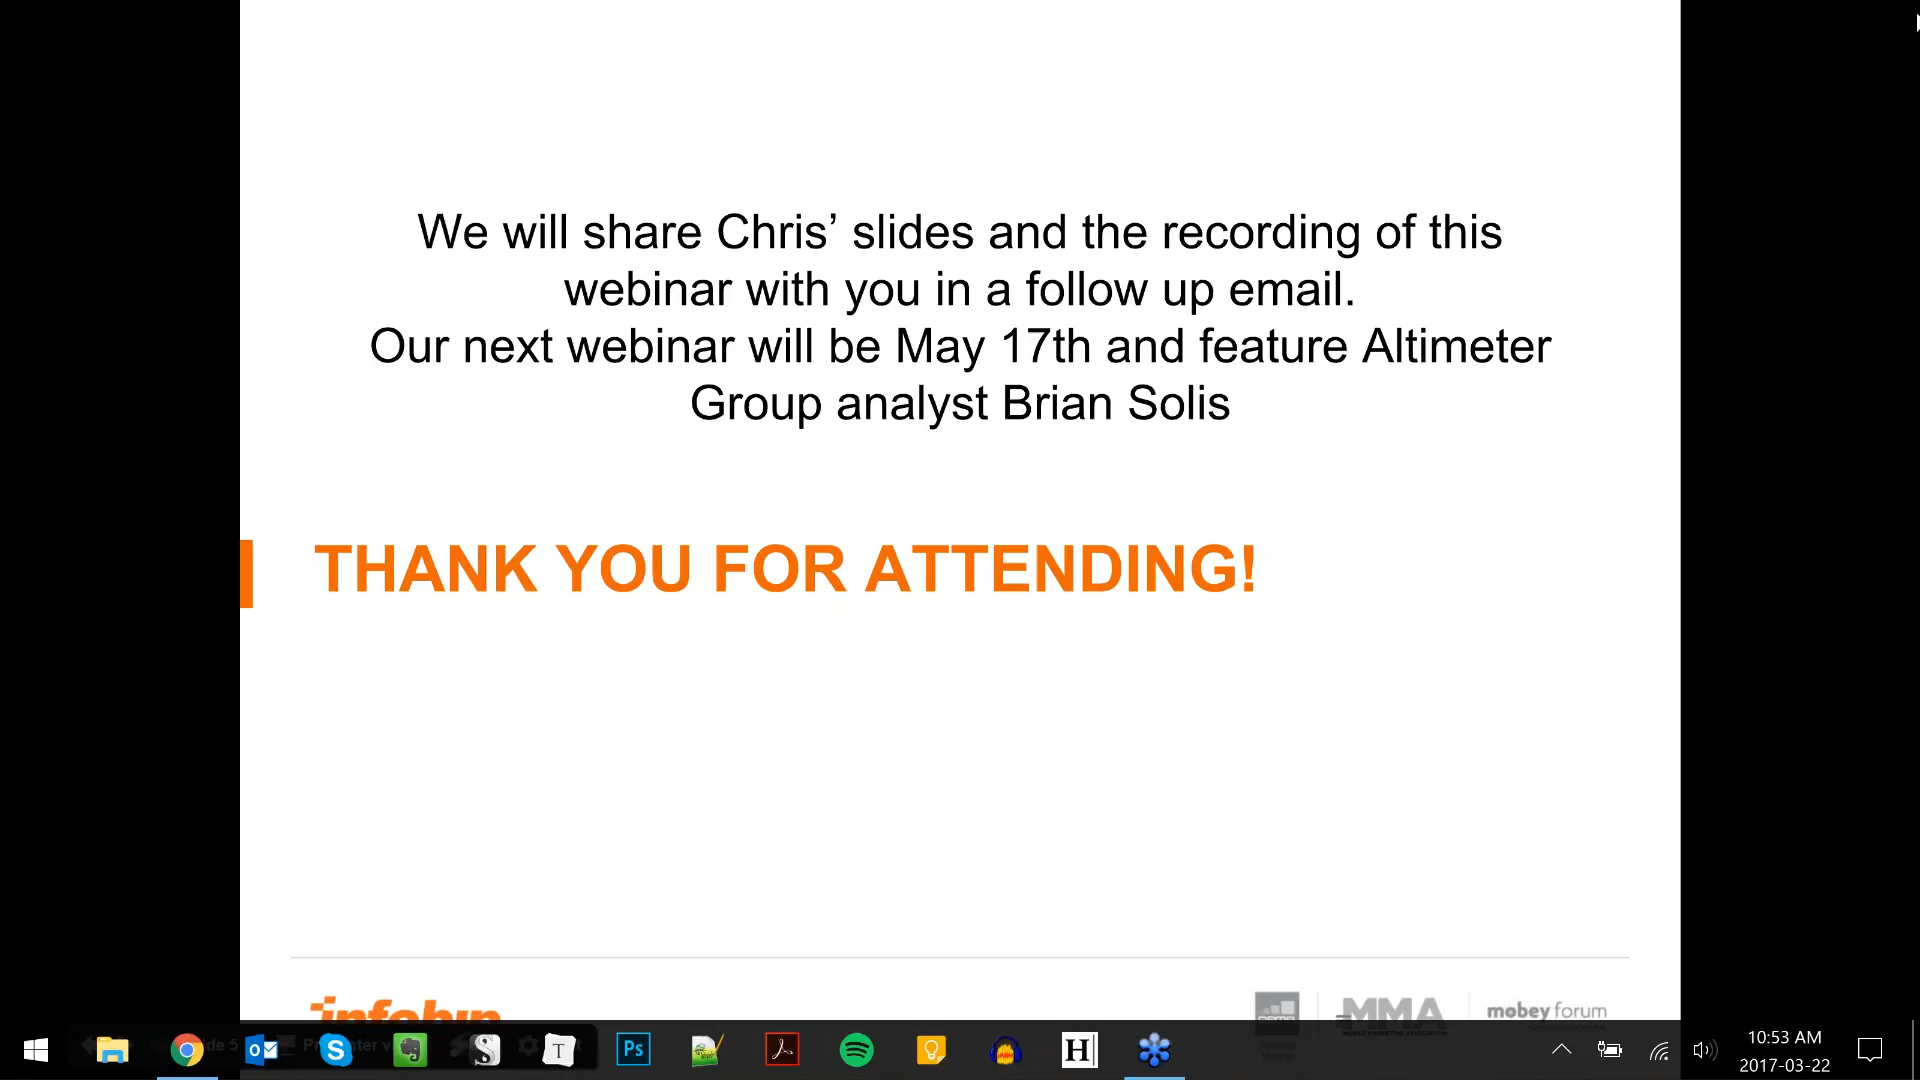 We will share Chris’ slides and the recording of this
webinar with you in a follow up email.
Our next webinar will be May 17th and feature Altimeter
Group analyst Brian Solis
THANK YOU FOR ATTENDING!
infobip
MMA
mobey forum
Ps
T
H
10:53 AM
2017-03-22